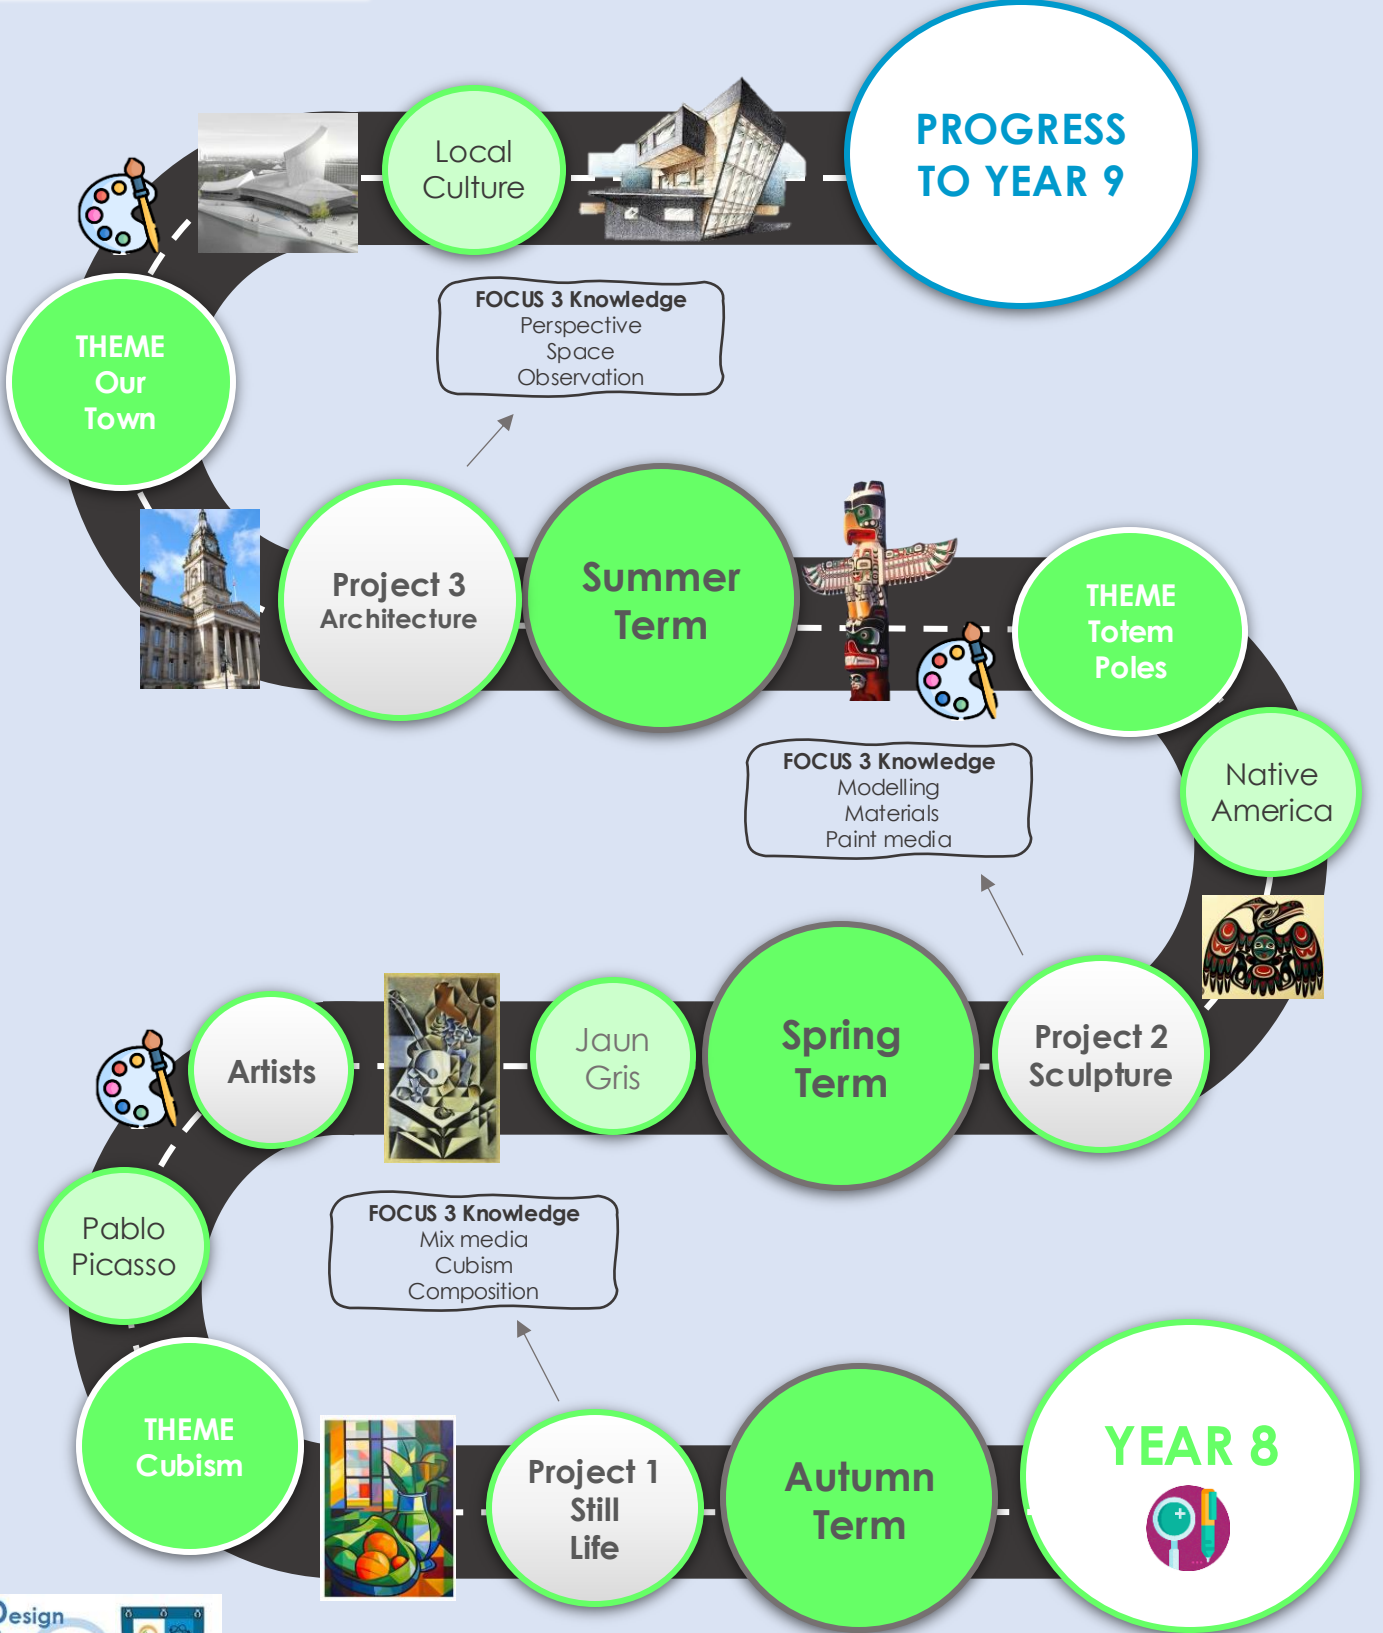 Local
Culture
PROGRESS
TO YEAR 9
FOCUS 3 Knowledge
Perspective
Space
Observation
THEME
Our
Town
Project 3
Architecture
Summer
Term
THEME
Totem
Poles
FOCUS 3 Knowledge
Modelling
Materials
Paint media
Native
America
Artists
Jaun
Gris
Spring
Term
Project 2
Sculpture
Pablo
Picasso
FOCUS 3 Knowledge
Mix media
Cubism
Composition
THEME
Cubism
Project 1
Still
Life
Autumn
Term
YEAR 8
Design